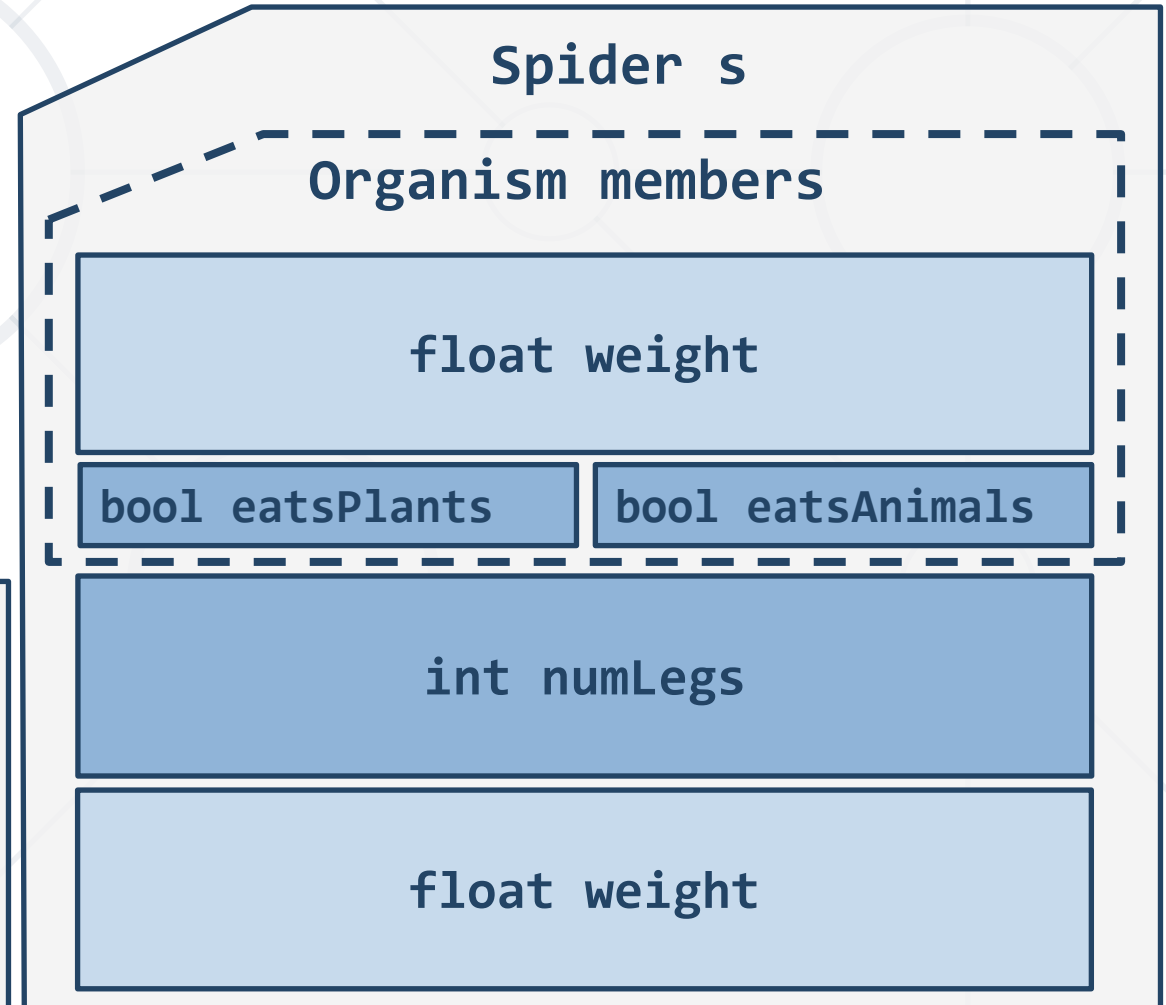 Spider s
Organism members
float weight
bool eatsPlants
bool eatsAnimals
int numLegs
float weight